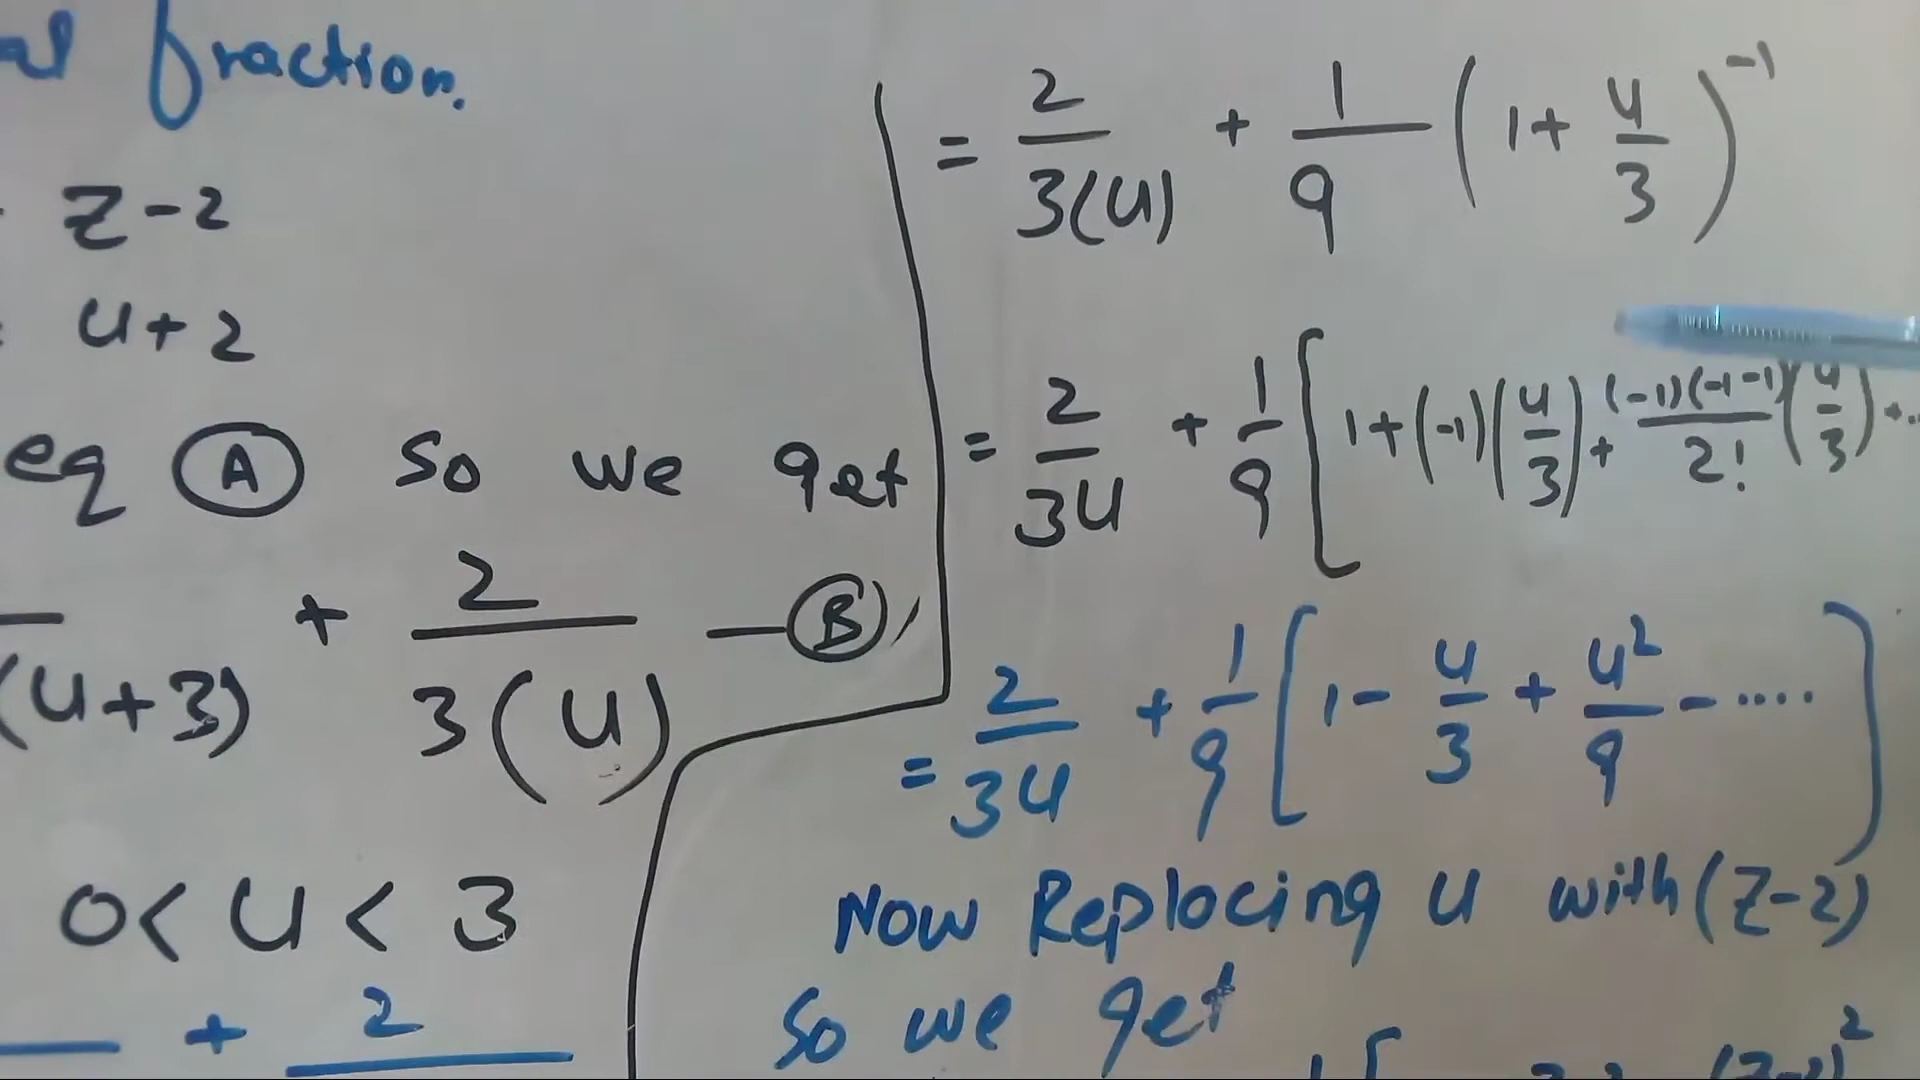 al fraction.
z-2
u+2
eq (A) so we get
(u+3) + 2/3(u) — (B)
0< u < 3
+ 2
= 2/3(u) + 1/9 (1+ u/3)^-1
= 2/3u + 1/9 [1+(-1)(u/3)+ (-1)(-1-1)/2! (u/3)+..
= 2/3u + 1/9 [1- u/3 + u²/9 - ....]
Now Replacing u with (z-2)
so we get